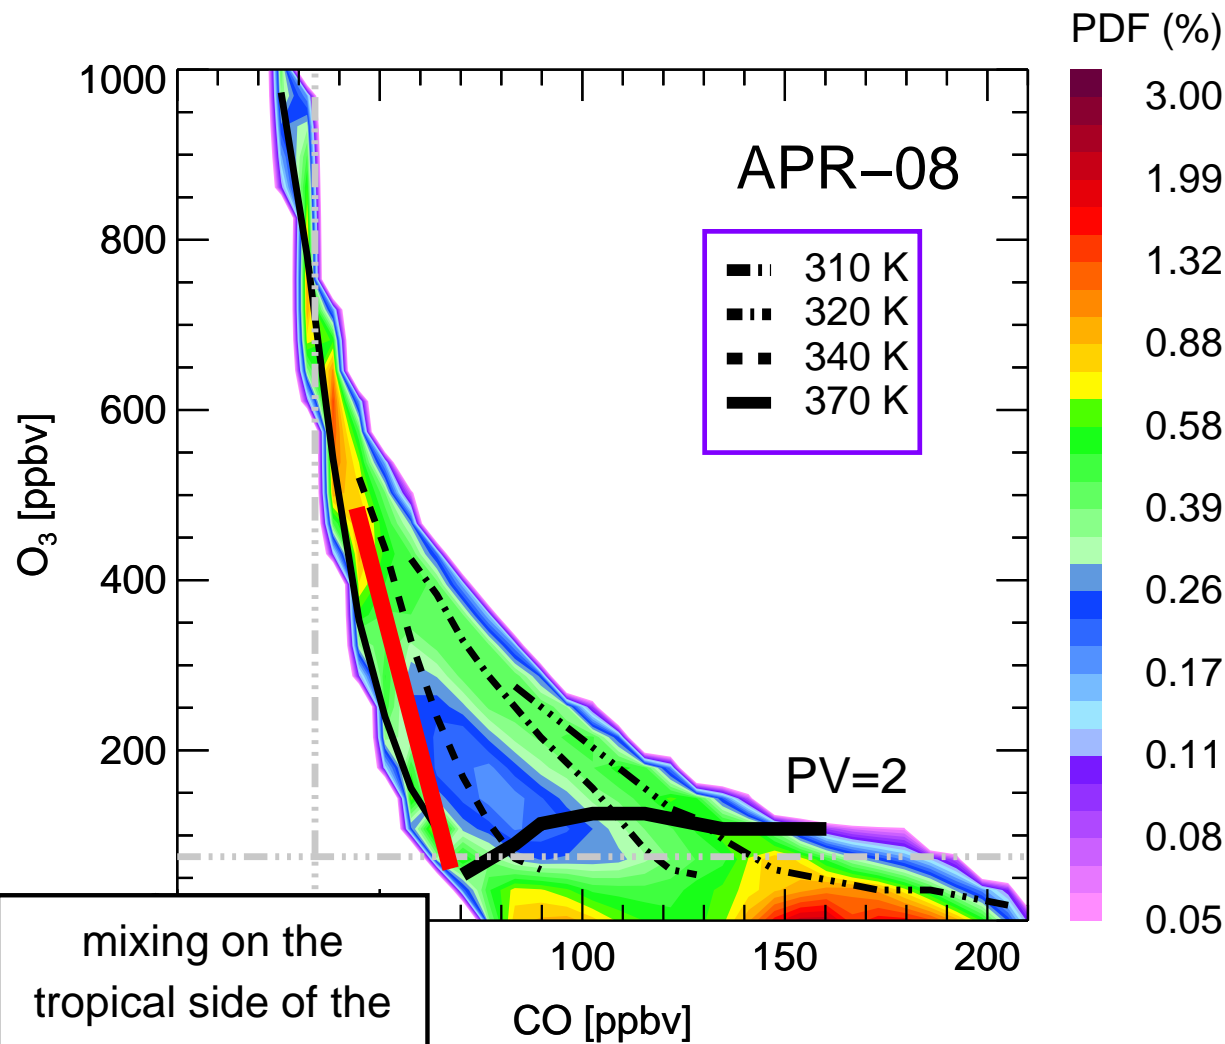 PDF (%)
1000
800
600
400
200
O3 [ppbv]
APR−08
310 K
320 K
340 K
370 K
PV=2
3.00
1.99
1.32
0.88
0.58
0.39
0.26
0.17
0.11
0.08
0.05
100
150
200
CO [ppbv]
mixing on the
tropical side of the